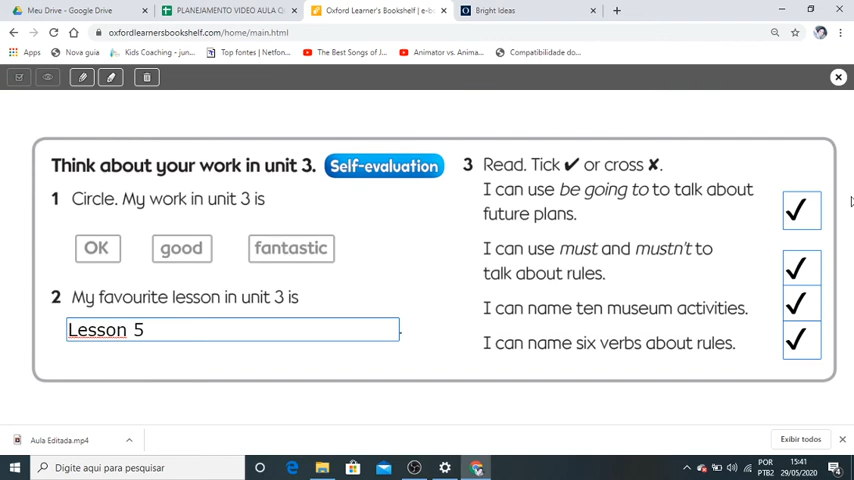 Meu Drive - Google Drive
PLANEJAMENTO VIDEO AULA Q
Oxford Learner's Bookshelf | e-b
Bright Ideas
oxfordlearnersbookshelf.com/home/main.html
Apps
Nova guia
Kids Coaching - jun...
Top fontes | Netfon...
The Best Songs of J...
Animator vs. Anima...
Compatibilidade do...
Think about your work in unit 3. Self-evaluation
1 Circle. My work in unit 3 is
OK good fantastic
2 My favourite lesson in unit 3 is
Lesson 5 .
3 Read. Tick ✔ or cross ✘.
I can use be going to to talk about
future plans. ✓
I can use must and mustn't to
talk about rules. ✓
I can name ten museum activities. ✓
I can name six verbs about rules. ✓
Aula Editada.mp4
Exibir todos
Digite aqui para pesquisar
POR
PTB2
15:41
29/05/2020
4